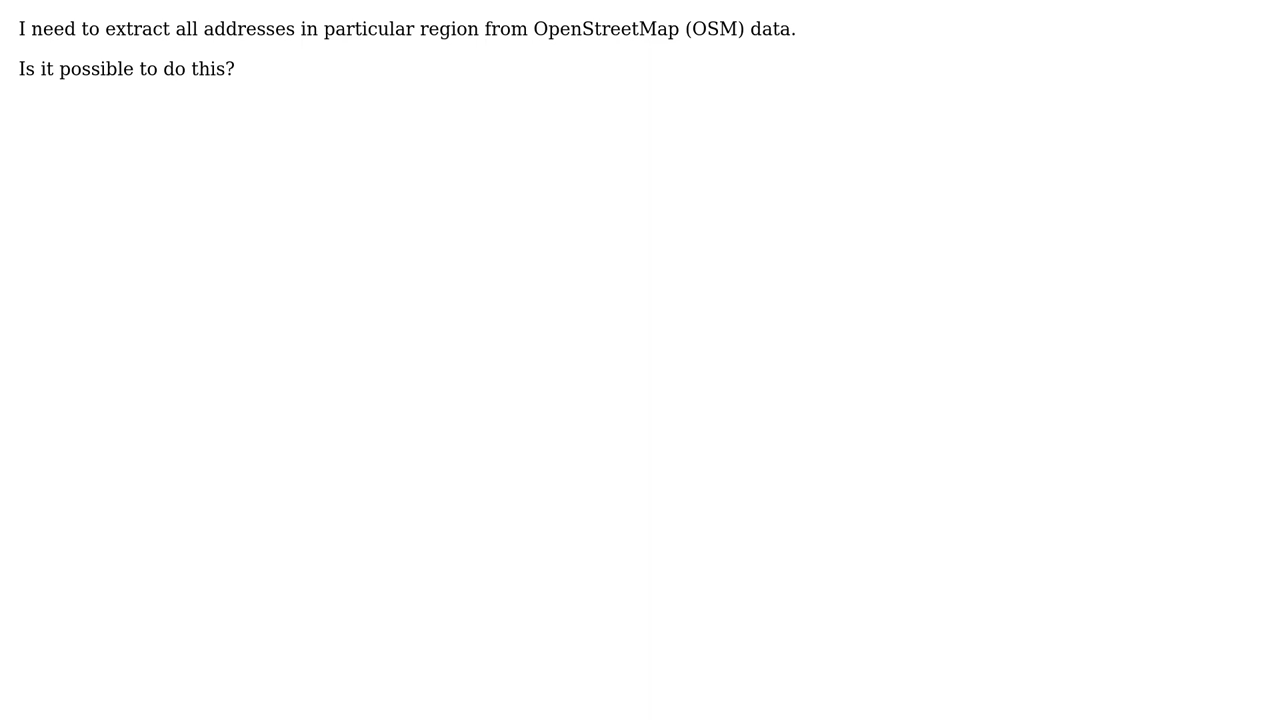 I need to extract all addresses in particular region from OpenStreetMap (OSM) data.
Is it possible to do this?